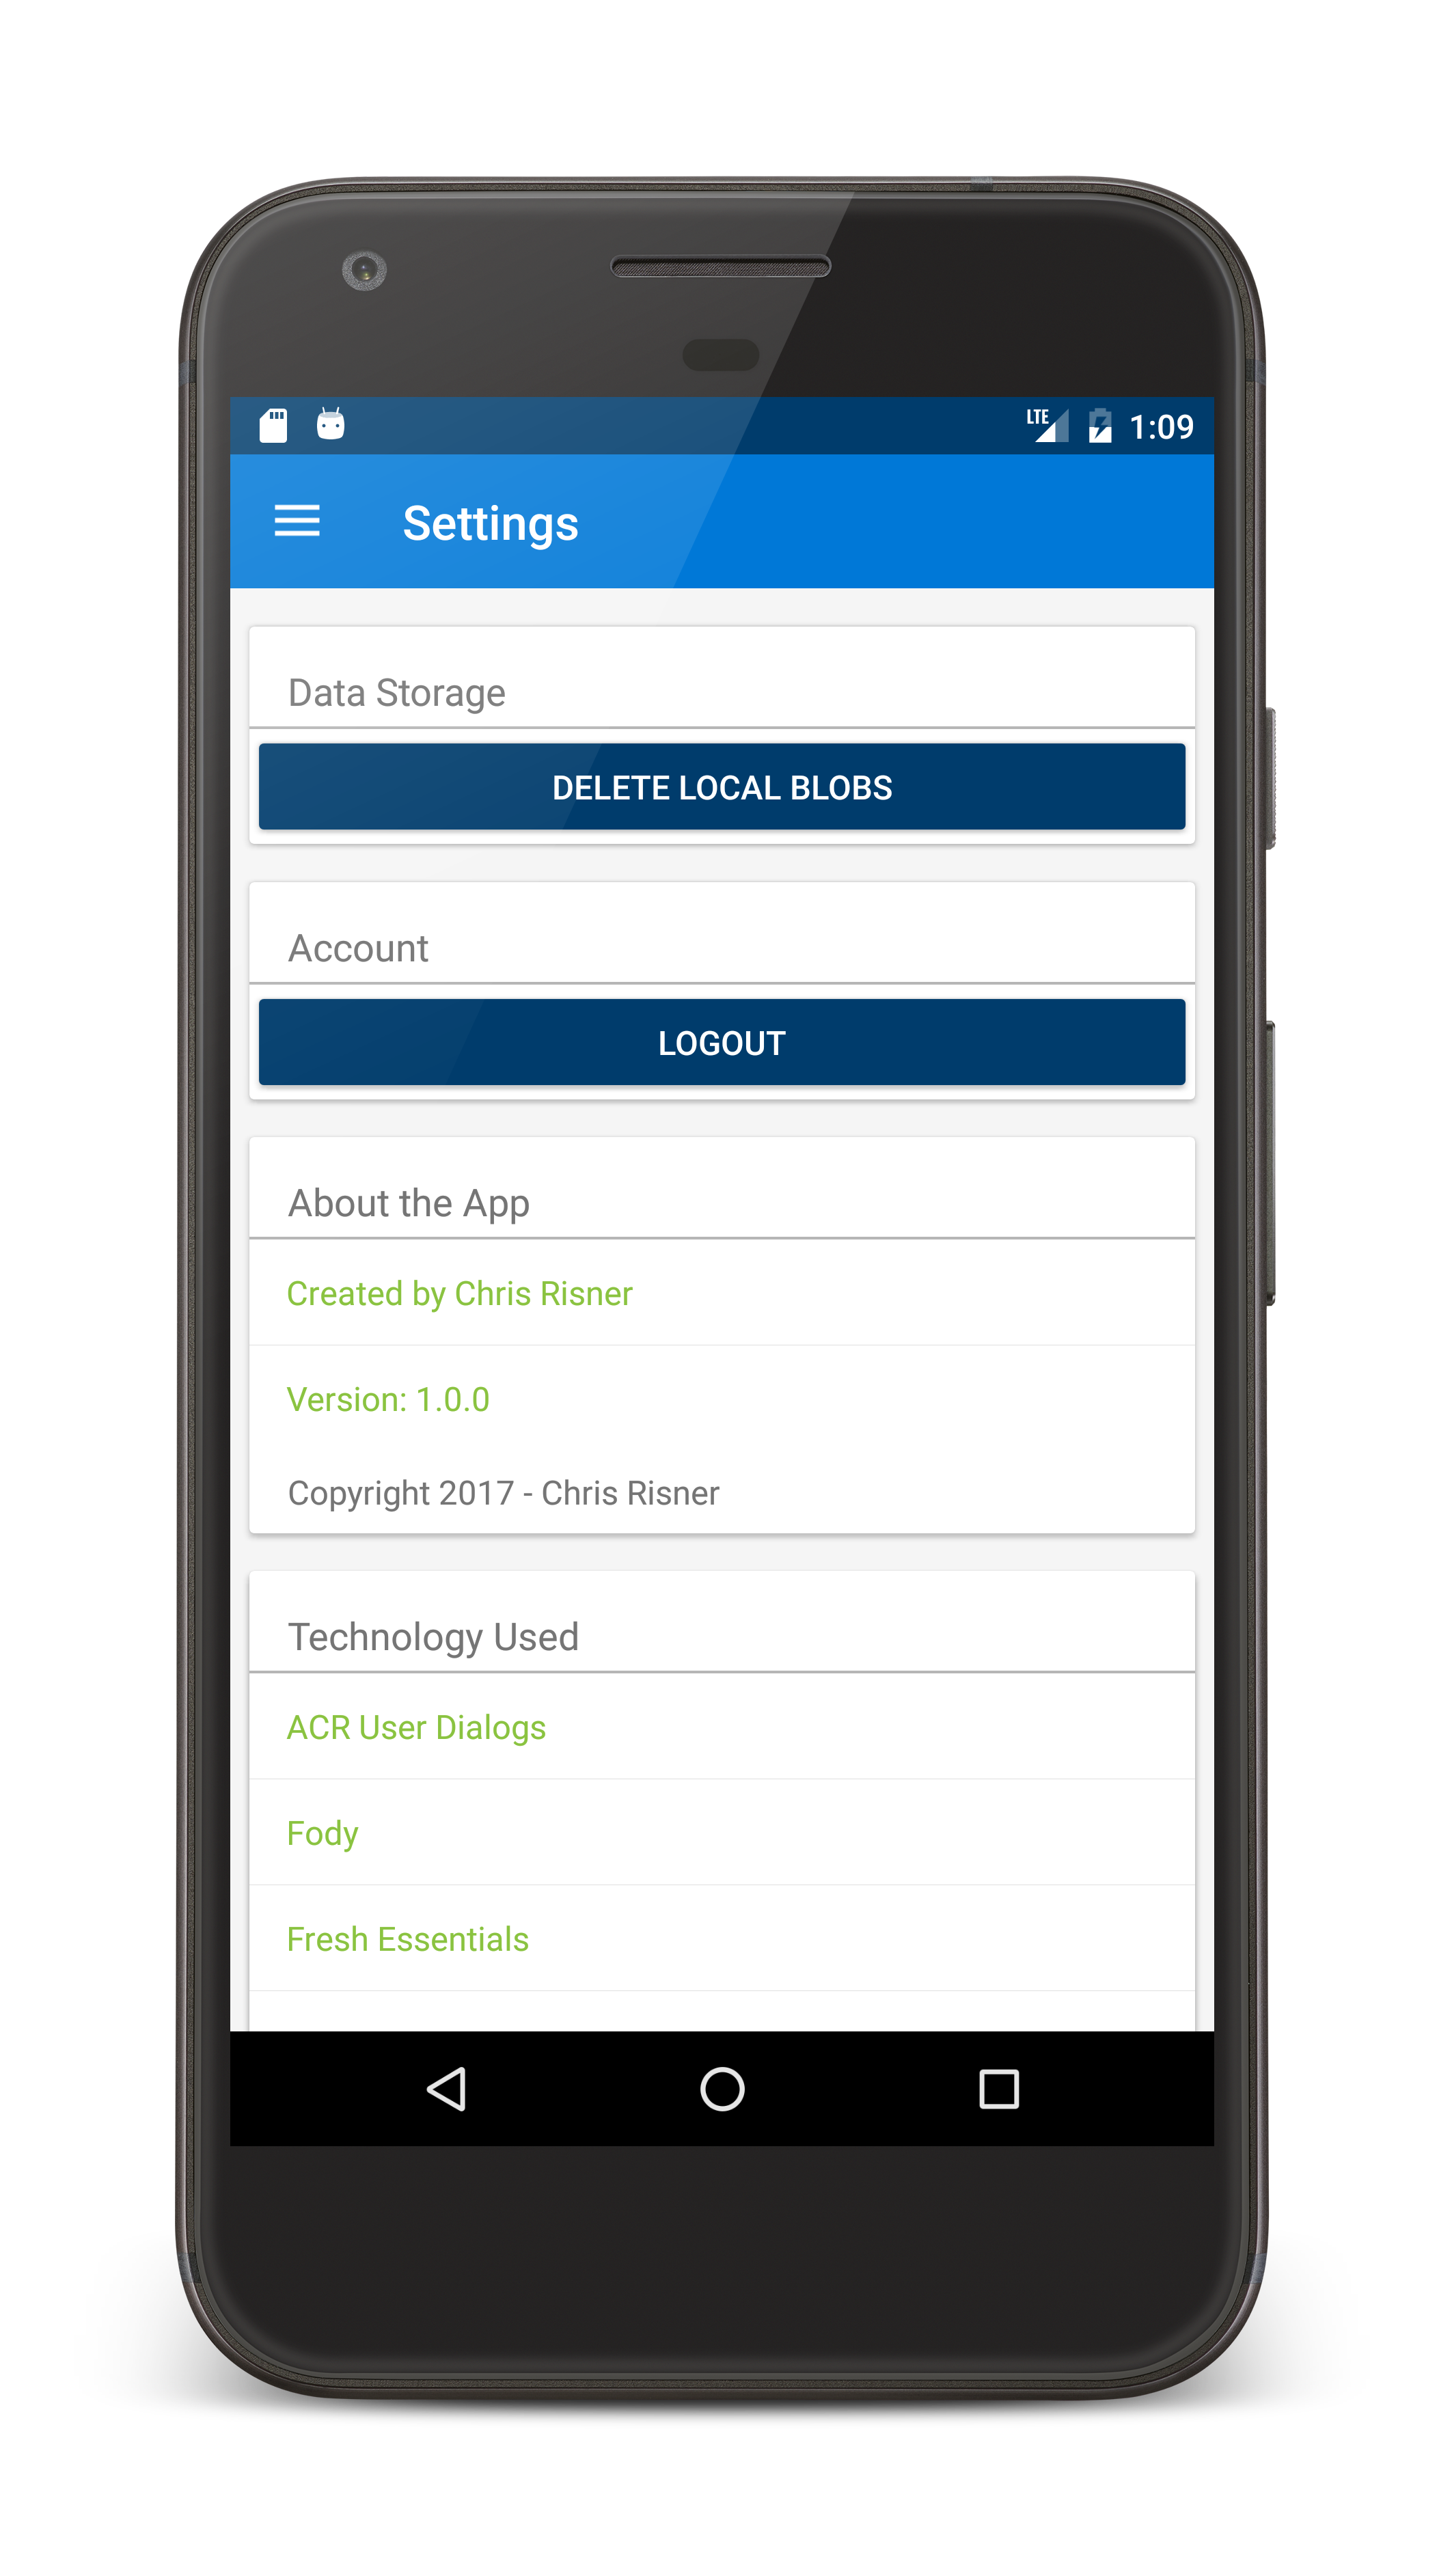 LTE 1:09
Settings
Data Storage
DELETE LOCAL BLOBS
Account
LOGOUT
About the App
Created by Chris Risner
Version: 1.0.0
Copyright 2017 - Chris Risner
Technology Used
ACR User Dialogs
Fody
Fresh Essentials